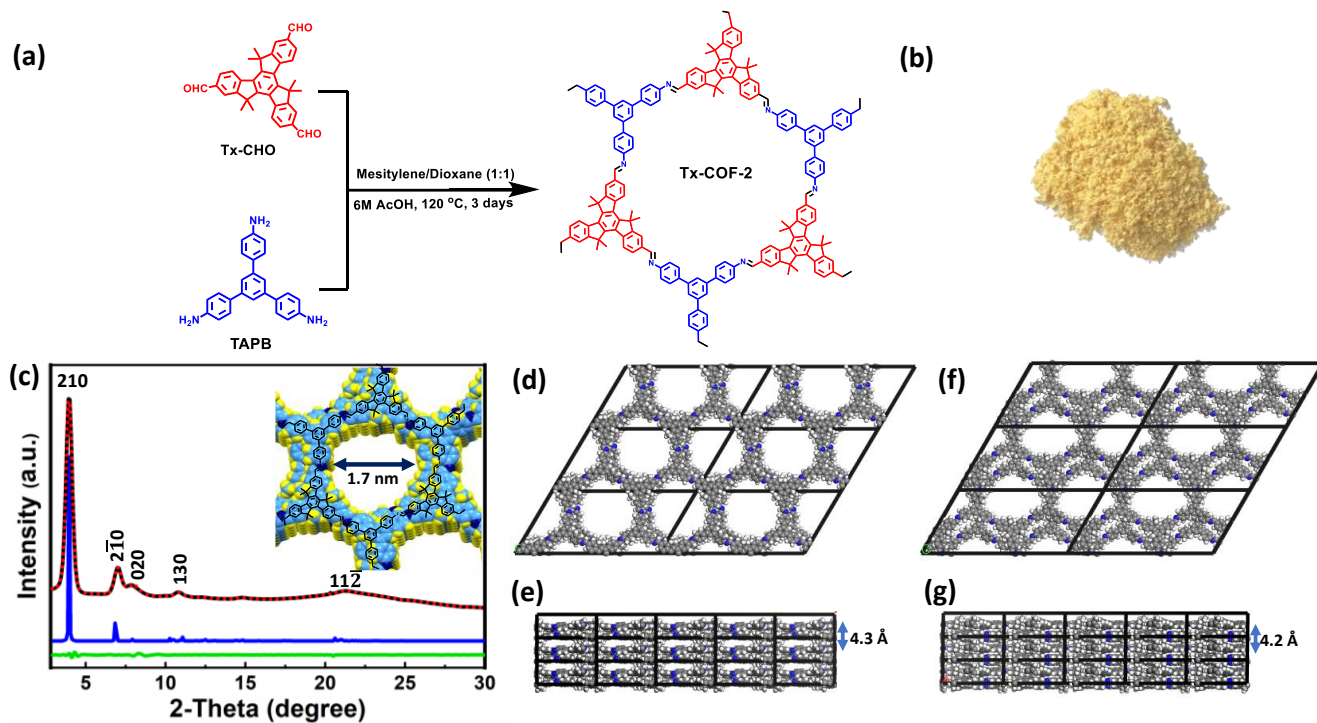 (a)
CHO
OHC
CHO
Tx-CHO
NH2
H2N
NH2
TAPB
Mesitylene/Dioxane (1:1)
6M AcOH, 120 °C, 3 days
N
N
N
N
N
N
Tx-COF-2
(b)
(c)
210
21̄0
020
130
112̄
1.7 nm
Intensity (a.u.)
5
10
15
20
25
30
2-Theta (degree)
(d)
(e)
4.3 Å
(f)
(g)
4.2 Å